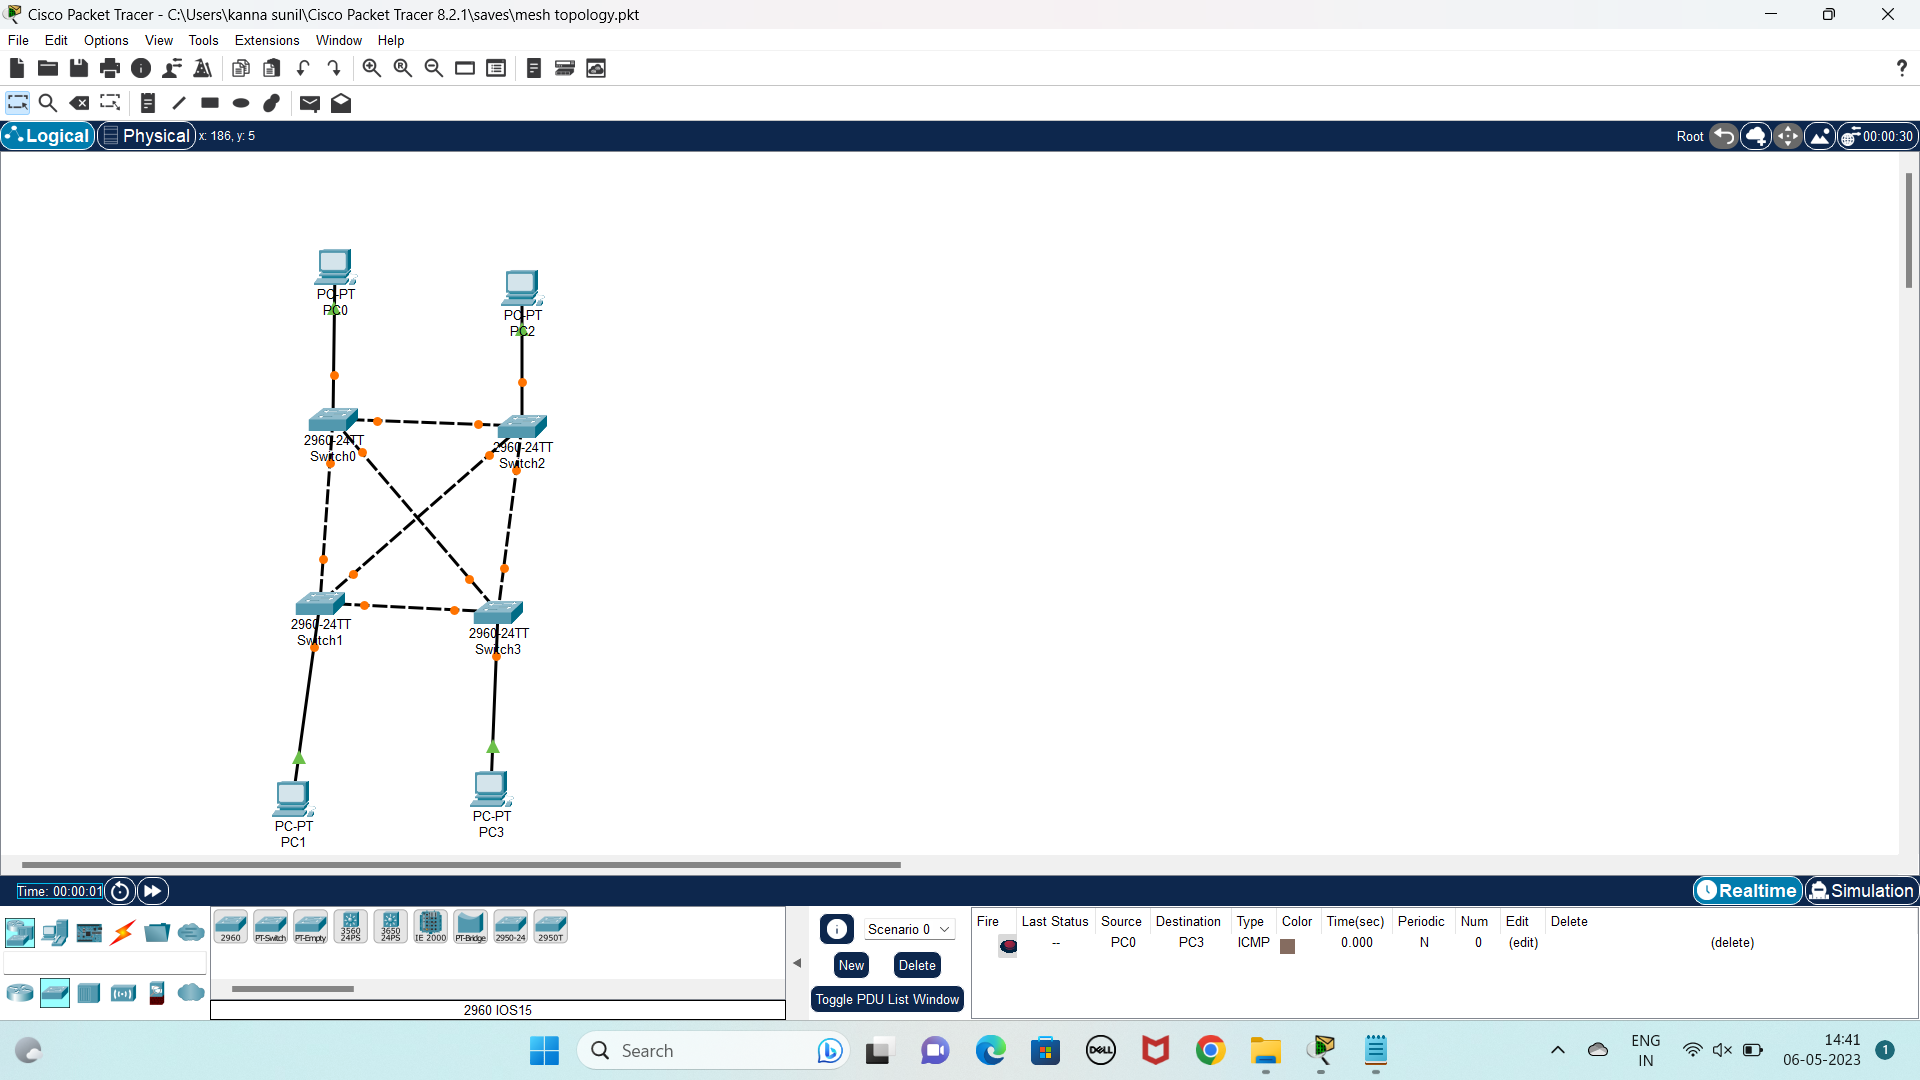 Cisco Packet Tracer - C:\Users\kanna sunil\Cisco Packet Tracer 8.2.1\saves\mesh topology.pkt
File Edit Options View Tools Extensions Window Help
?
Logical Physical x: 186, y: 5 Root 00:00:30
PC-PT
PC0
PC-PT
PC2
2960-24TT
Switch0
2960-24TT
Switch2
2960-24TT
Switch1
2960-24TT
Switch3
PC-PT
PC1
PC-PT
PC3
Time: 00:00:01 Realtime Simulation
2960 PT-Switch PT-Empty 3560 24PS 3650 24PS IE 2000 PT-Bridge 2950-24 2950T
2960 IOS15
Scenario 0
New Delete
Toggle PDU List Window
Fire Last Status Source Destination Type Color Time(sec) Periodic Num Edit Delete
-- PC0 PC3 ICMP 0.000 N 0 (edit) (delete)
Search
DELL
ENG
IN
14:41
06-05-2023
1